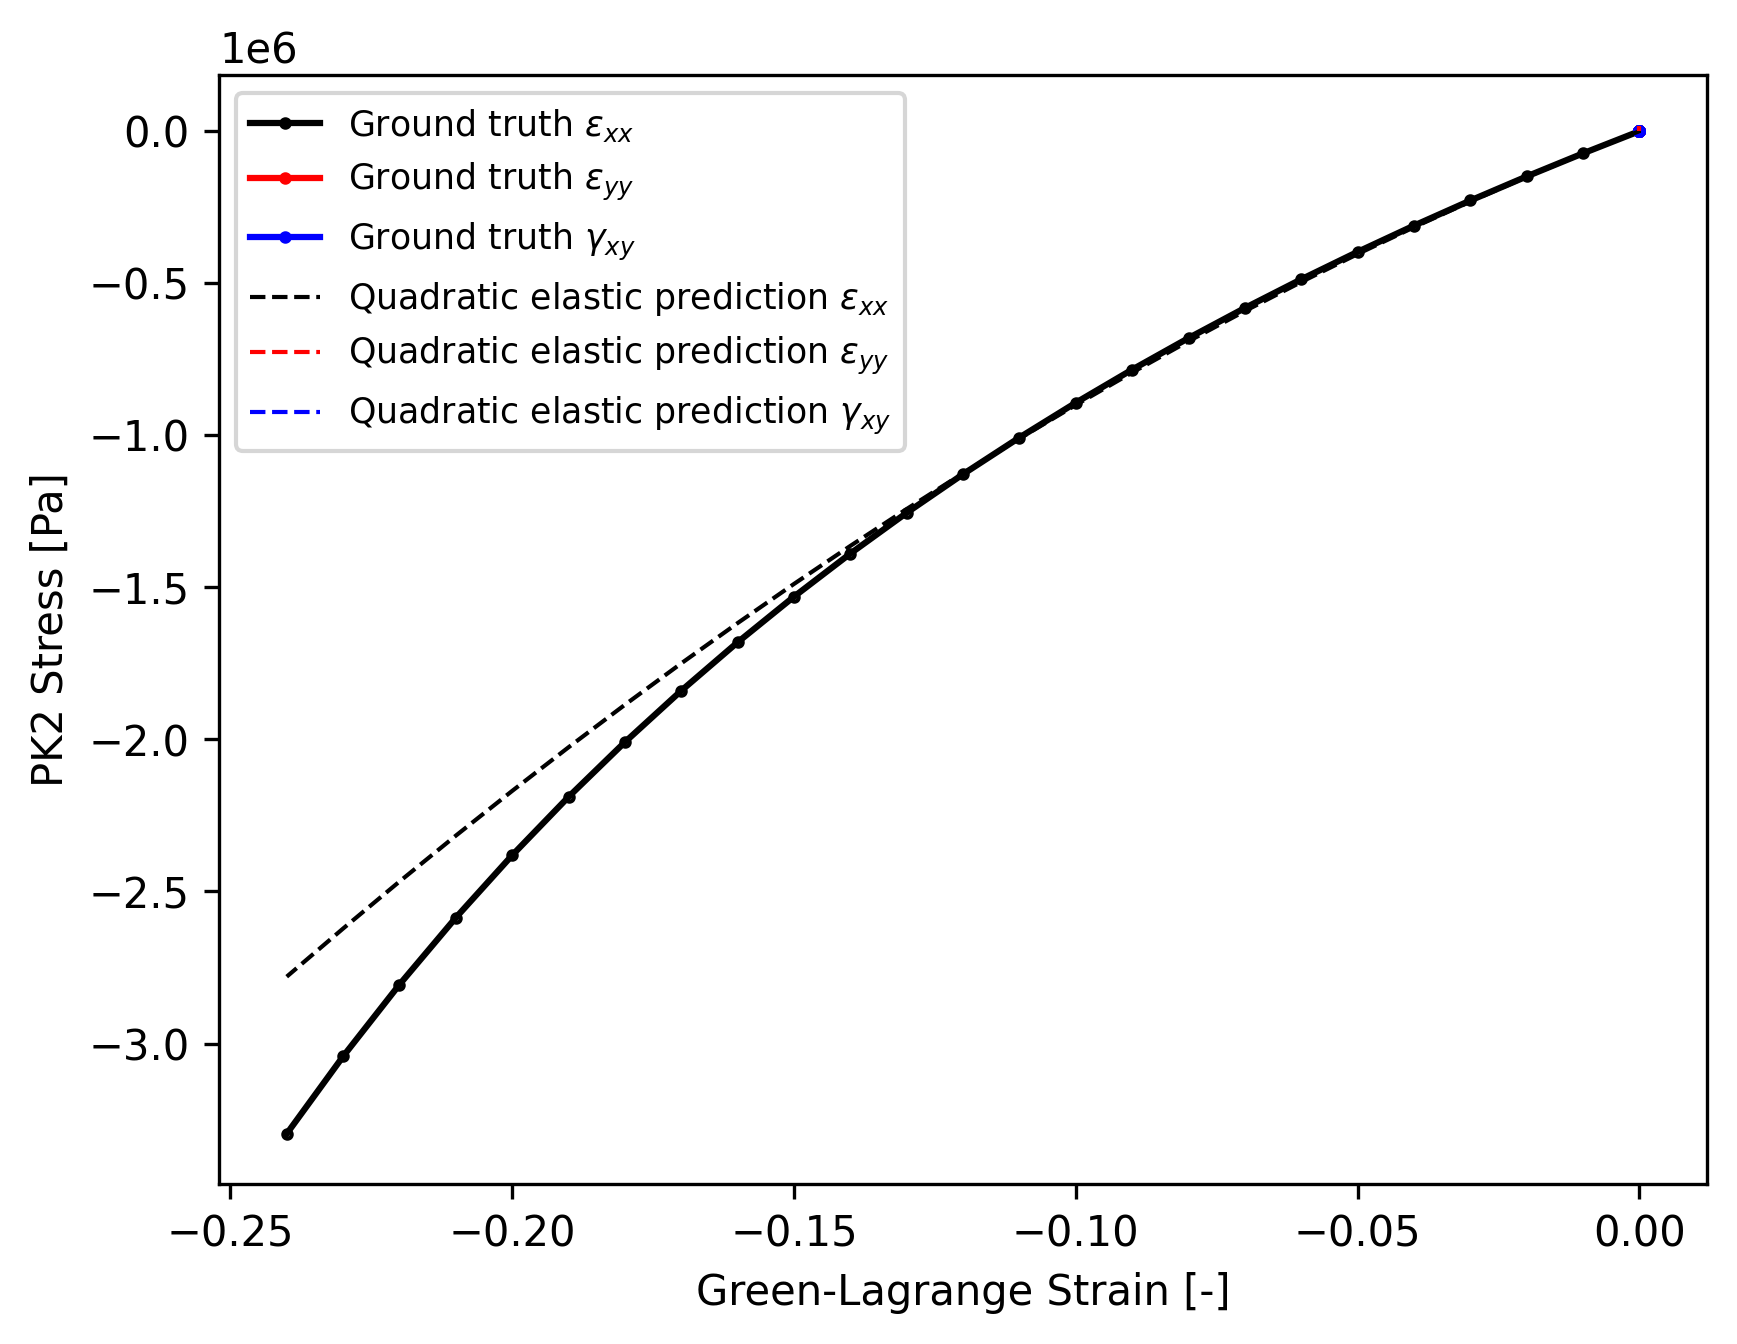 1e6
0.0
−0.5
−1.0
−1.5
−2.0
−2.5
−3.0
PK2 Stress [Pa]
Ground truth εxx
Ground truth εyy
Ground truth γxy
Quadratic elastic prediction εxx
Quadratic elastic prediction εyy
Quadratic elastic prediction γxy
−0.25 −0.20 −0.15 −0.10 −0.05 0.00
Green-Lagrange Strain [-]